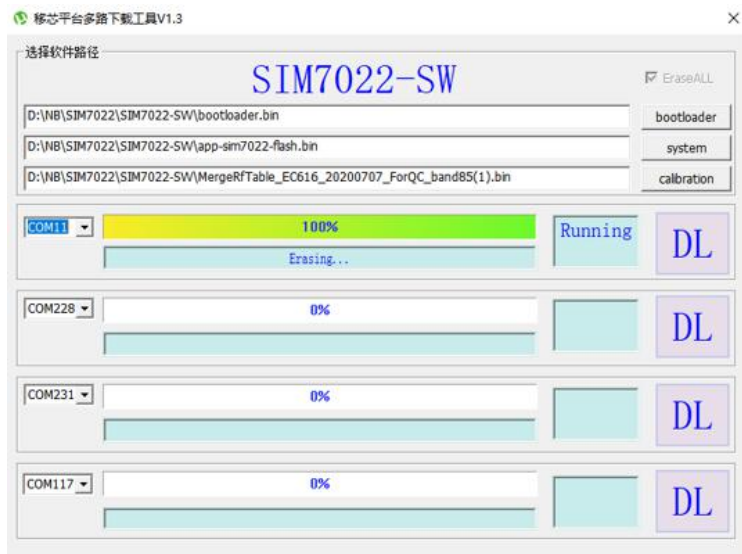 移芯平台多路下载工具V1.3
选择软件路径
SIM7022-SW
EraseALL
D:\NB\SIM7022\SIM7022-SW\bootloader.bin
bootloader
D:\NB\SIM7022\SIM7022-SW\app-sim7022-flash.bin
system
D:\NB\SIM7022\SIM7022-SW\MergeRfTable_EC616_20200707_ForQC_band85(1).bin
calibration
COM11
100%
Running
DL
Erasing...
COM228
0%
DL
COM231
0%
DL
COM117
0%
DL